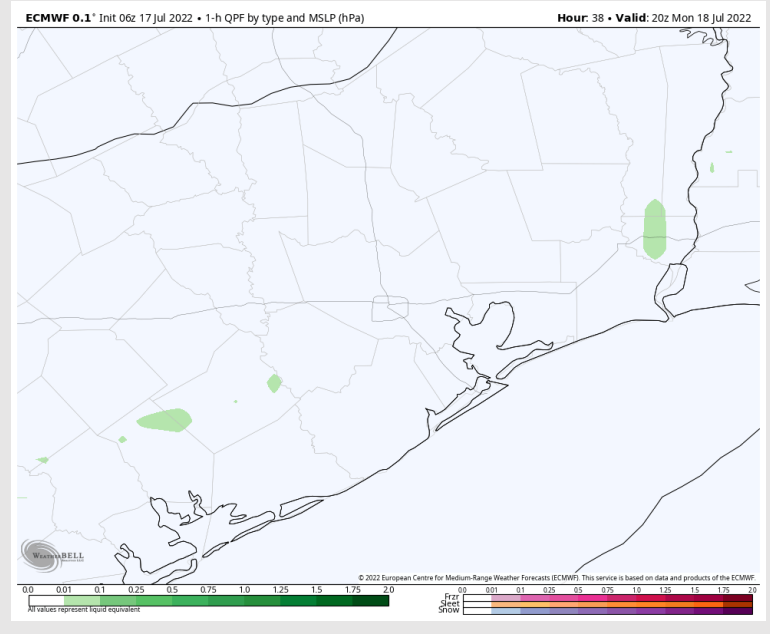 ECMWF 0.1° Init 06z 17 Jul 2022 • 1-h QPF by type and MSLP (hPa)
Hour: 38 • Valid: 20z Mon 18 Jul 2022
WEATHERBELL
© 2022 European Centre for Medium-Range Weather Forecasts (ECMWF). This service is based on data and products of the ECMWF.
0.0 0.01 0.1 0.25 0.5 0.75 1.0 1.25 1.5 1.75 2.0
All values represent liquid equivalent
0.0 0.01 0.1 0.25 0.5 0.75 1.0 1.25 1.5 1.75 2.0
Frzr
Sleet
Snow